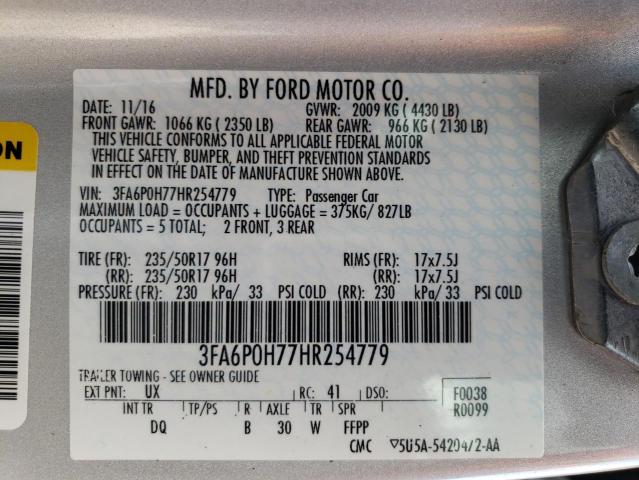 MFD. BY FORD MOTOR CO.
DATE: 11/16 GVWR: 2009 KG ( 4430 LB)
FRONT GAWR: 1066 KG ( 2350 LB) REAR GAWR: 966 KG ( 2130 LB)
THIS VEHICLE CONFORMS TO ALL APPLICABLE FEDERAL MOTOR
VEHICLE SAFETY, BUMPER, AND THEFT PREVENTION STANDARDS
IN EFFECT ON THE DATE OF MANUFACTURE SHOWN ABOVE.
VIN: 3FA6P0H77HR254779 TYPE: Passenger Car
MAXIMUM LOAD = OCCUPANTS + LUGGAGE = 375KG/ 827LB
OCCUPANTS = 5 TOTAL; 2 FRONT, 3 REAR
TIRE (FR): 235/50R17 96H RIMS (FR): 17x7.5J
(RR): 235/50R17 96H (RR): 17x7.5J
PRESSURE (FR): 230 kPa/ 33 PSI COLD (RR): 230 kPa/ 33 PSI COLD
3FA6P0H77HR254779
TRAILER TOWING - SEE OWNER GUIDE
EXT PNT: UX RC: 41 DSO: F0038
R0099
INT TR TP/PS R AXLE TR SPR
DQ B 30 W FFPP
CMC ▽5U5A-5420472-AA
ON